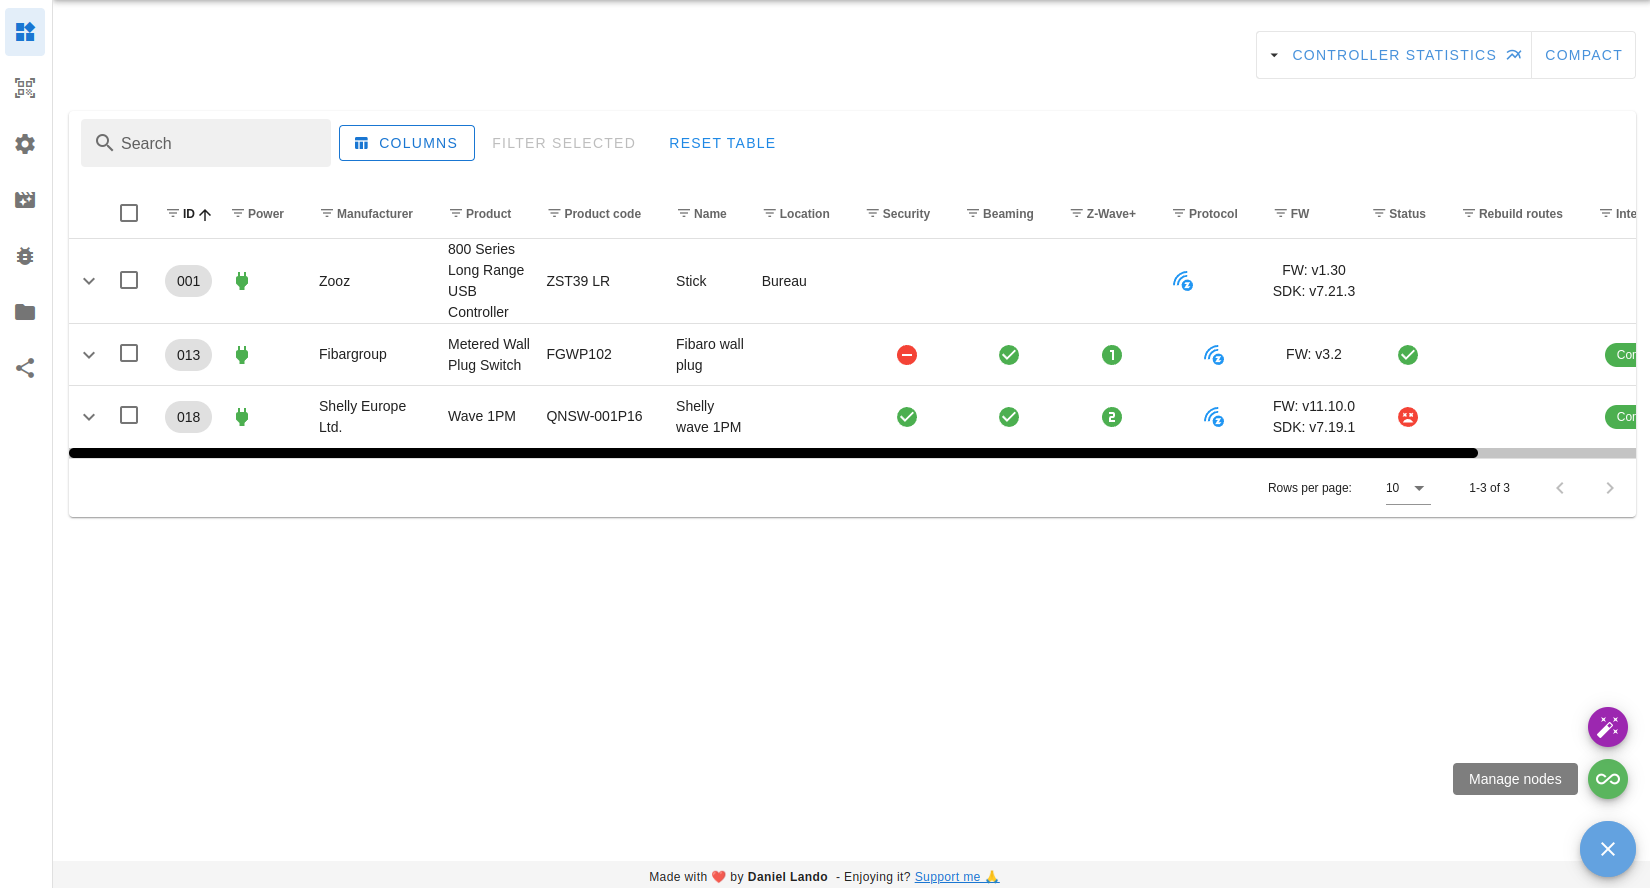 CONTROLLER STATISTICS COMPACT
Search COLUMNS FILTER SELECTED RESET TABLE
ID Power Manufacturer Product Product code Name Location Security Beaming Z-Wave+ Protocol FW Status Rebuild routes Inte
001 Zooz 800 Series Long Range USB Controller ZST39 LR Stick Bureau FW: v1.30 SDK: v7.21.3
013 Fibargroup Metered Wall Plug Switch FGWP102 Fibaro wall plug 1 FW: v3.2 Con
018 Shelly Europe Ltd. Wave 1PM QNSW-001P16 Shelly wave 1PM 2 FW: v11.10.0 SDK: v7.19.1 Con
Rows per page: 10 1-3 of 3
Manage nodes
Made with ❤️ by Daniel Lando - Enjoying it? Support me 🙏